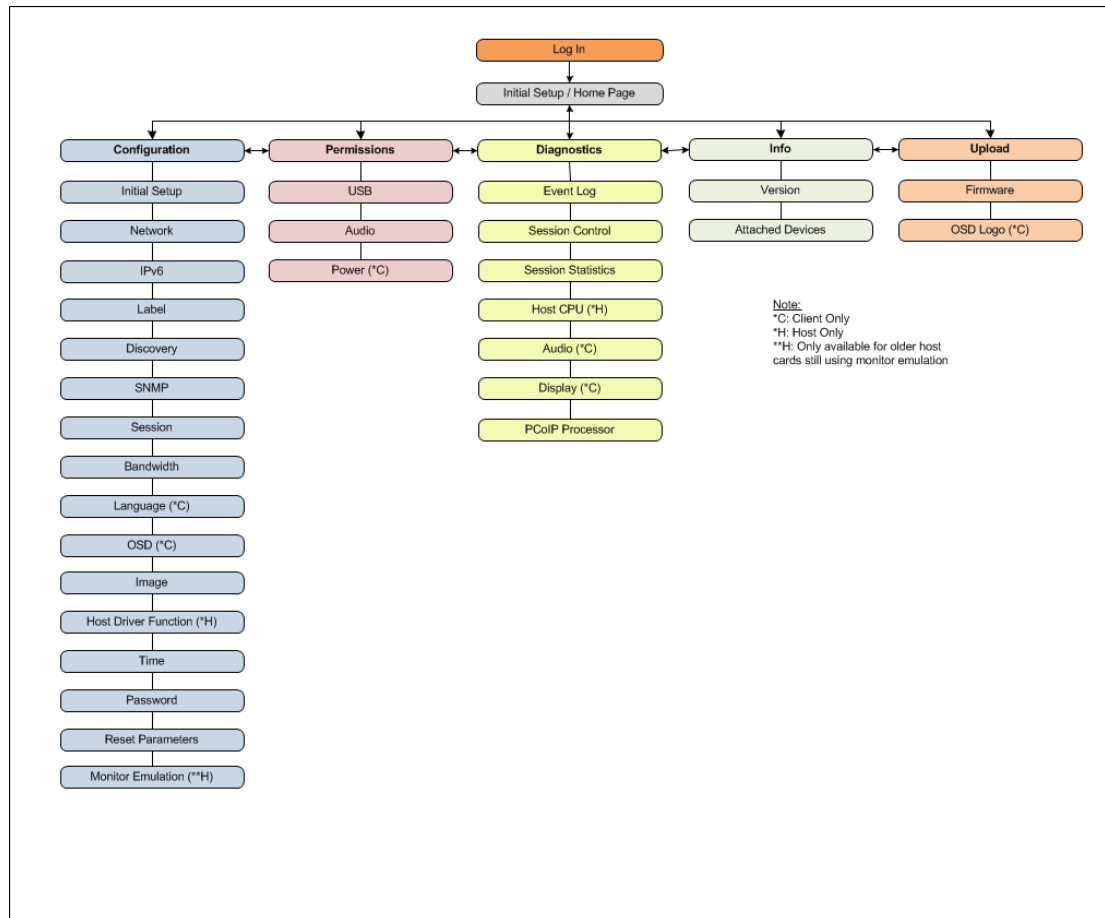 Log In
Initial Setup / Home Page
Configuration
Permissions
Diagnostics
Info
Upload
Initial Setup
USB
Event Log
Version
Firmware
Network
Audio
Session Control
Attached Devices
OSD Logo (*C)
IPv6
Power (*C)
Session Statistics
Label
Host CPU (*H)
Discovery
Audio (*C)
SNMP
Display (*C)
Session
PCoIP Processor
Bandwidth
Language (*C)
OSD (*C)
Image
Host Driver Function (*H)
Time
Password
Reset Parameters
Monitor Emulation (**H)
Note:
*C: Client Only
*H: Host Only
**H: Only available for older host
cards still using monitor emulation